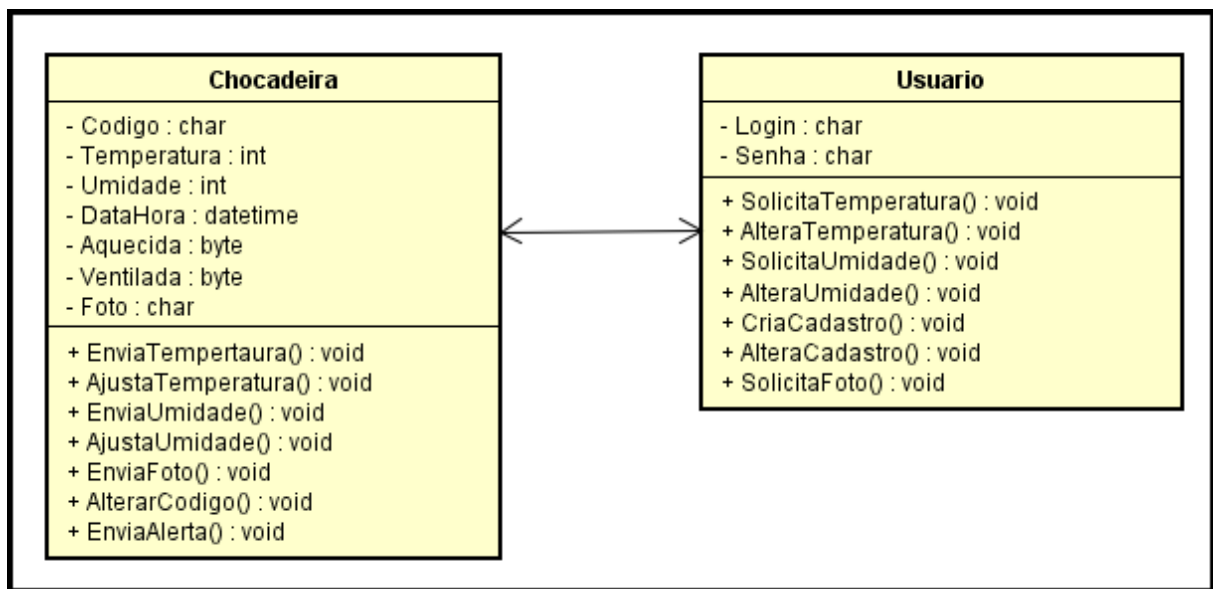 Chocadeira
- Codigo : char
- Temperatura : int
- Umidade : int
- DataHora : datetime
- Aquecida : byte
- Ventilada : byte
- Foto : char
+ EnviaTempertaura() : void
+ AjustaTemperatura() : void
+ EnviaUmidade() : void
+ AjustaUmidade() : void
+ EnviaFoto() : void
+ AlterarCodigo() : void
+ EnviaAlerta() : void
Usuario
- Login : char
- Senha : char
+ SolicitaTemperatura() : void
+ AlteraTemperatura() : void
+ SolicitaUmidade() : void
+ AlteraUmidade() : void
+ CriaCadastro() : void
+ AlteraCadastro() : void
+ SolicitaFoto() : void